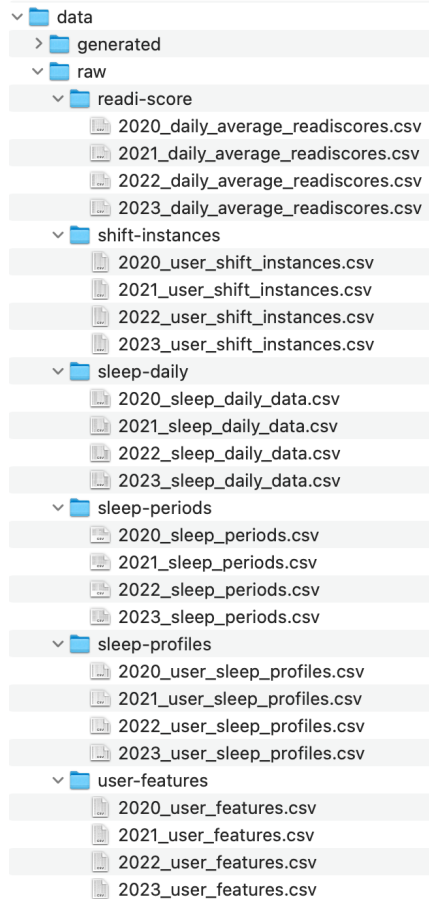 data
generated
raw
readi-score
2020_daily_average_readiscores.csv
2021_daily_average_readiscores.csv
2022_daily_average_readiscores.csv
2023_daily_average_readiscores.csv
shift-instances
2020_user_shift_instances.csv
2021_user_shift_instances.csv
2022_user_shift_instances.csv
2023_user_shift_instances.csv
sleep-daily
2020_sleep_daily_data.csv
2021_sleep_daily_data.csv
2022_sleep_daily_data.csv
2023_sleep_daily_data.csv
sleep-periods
2020_sleep_periods.csv
2021_sleep_periods.csv
2022_sleep_periods.csv
2023_sleep_periods.csv
sleep-profiles
2020_user_sleep_profiles.csv
2021_user_sleep_profiles.csv
2022_user_sleep_profiles.csv
2023_user_sleep_profiles.csv
user-features
2020_user_features.csv
2021_user_features.csv
2022_user_features.csv
2023_user_features.csv